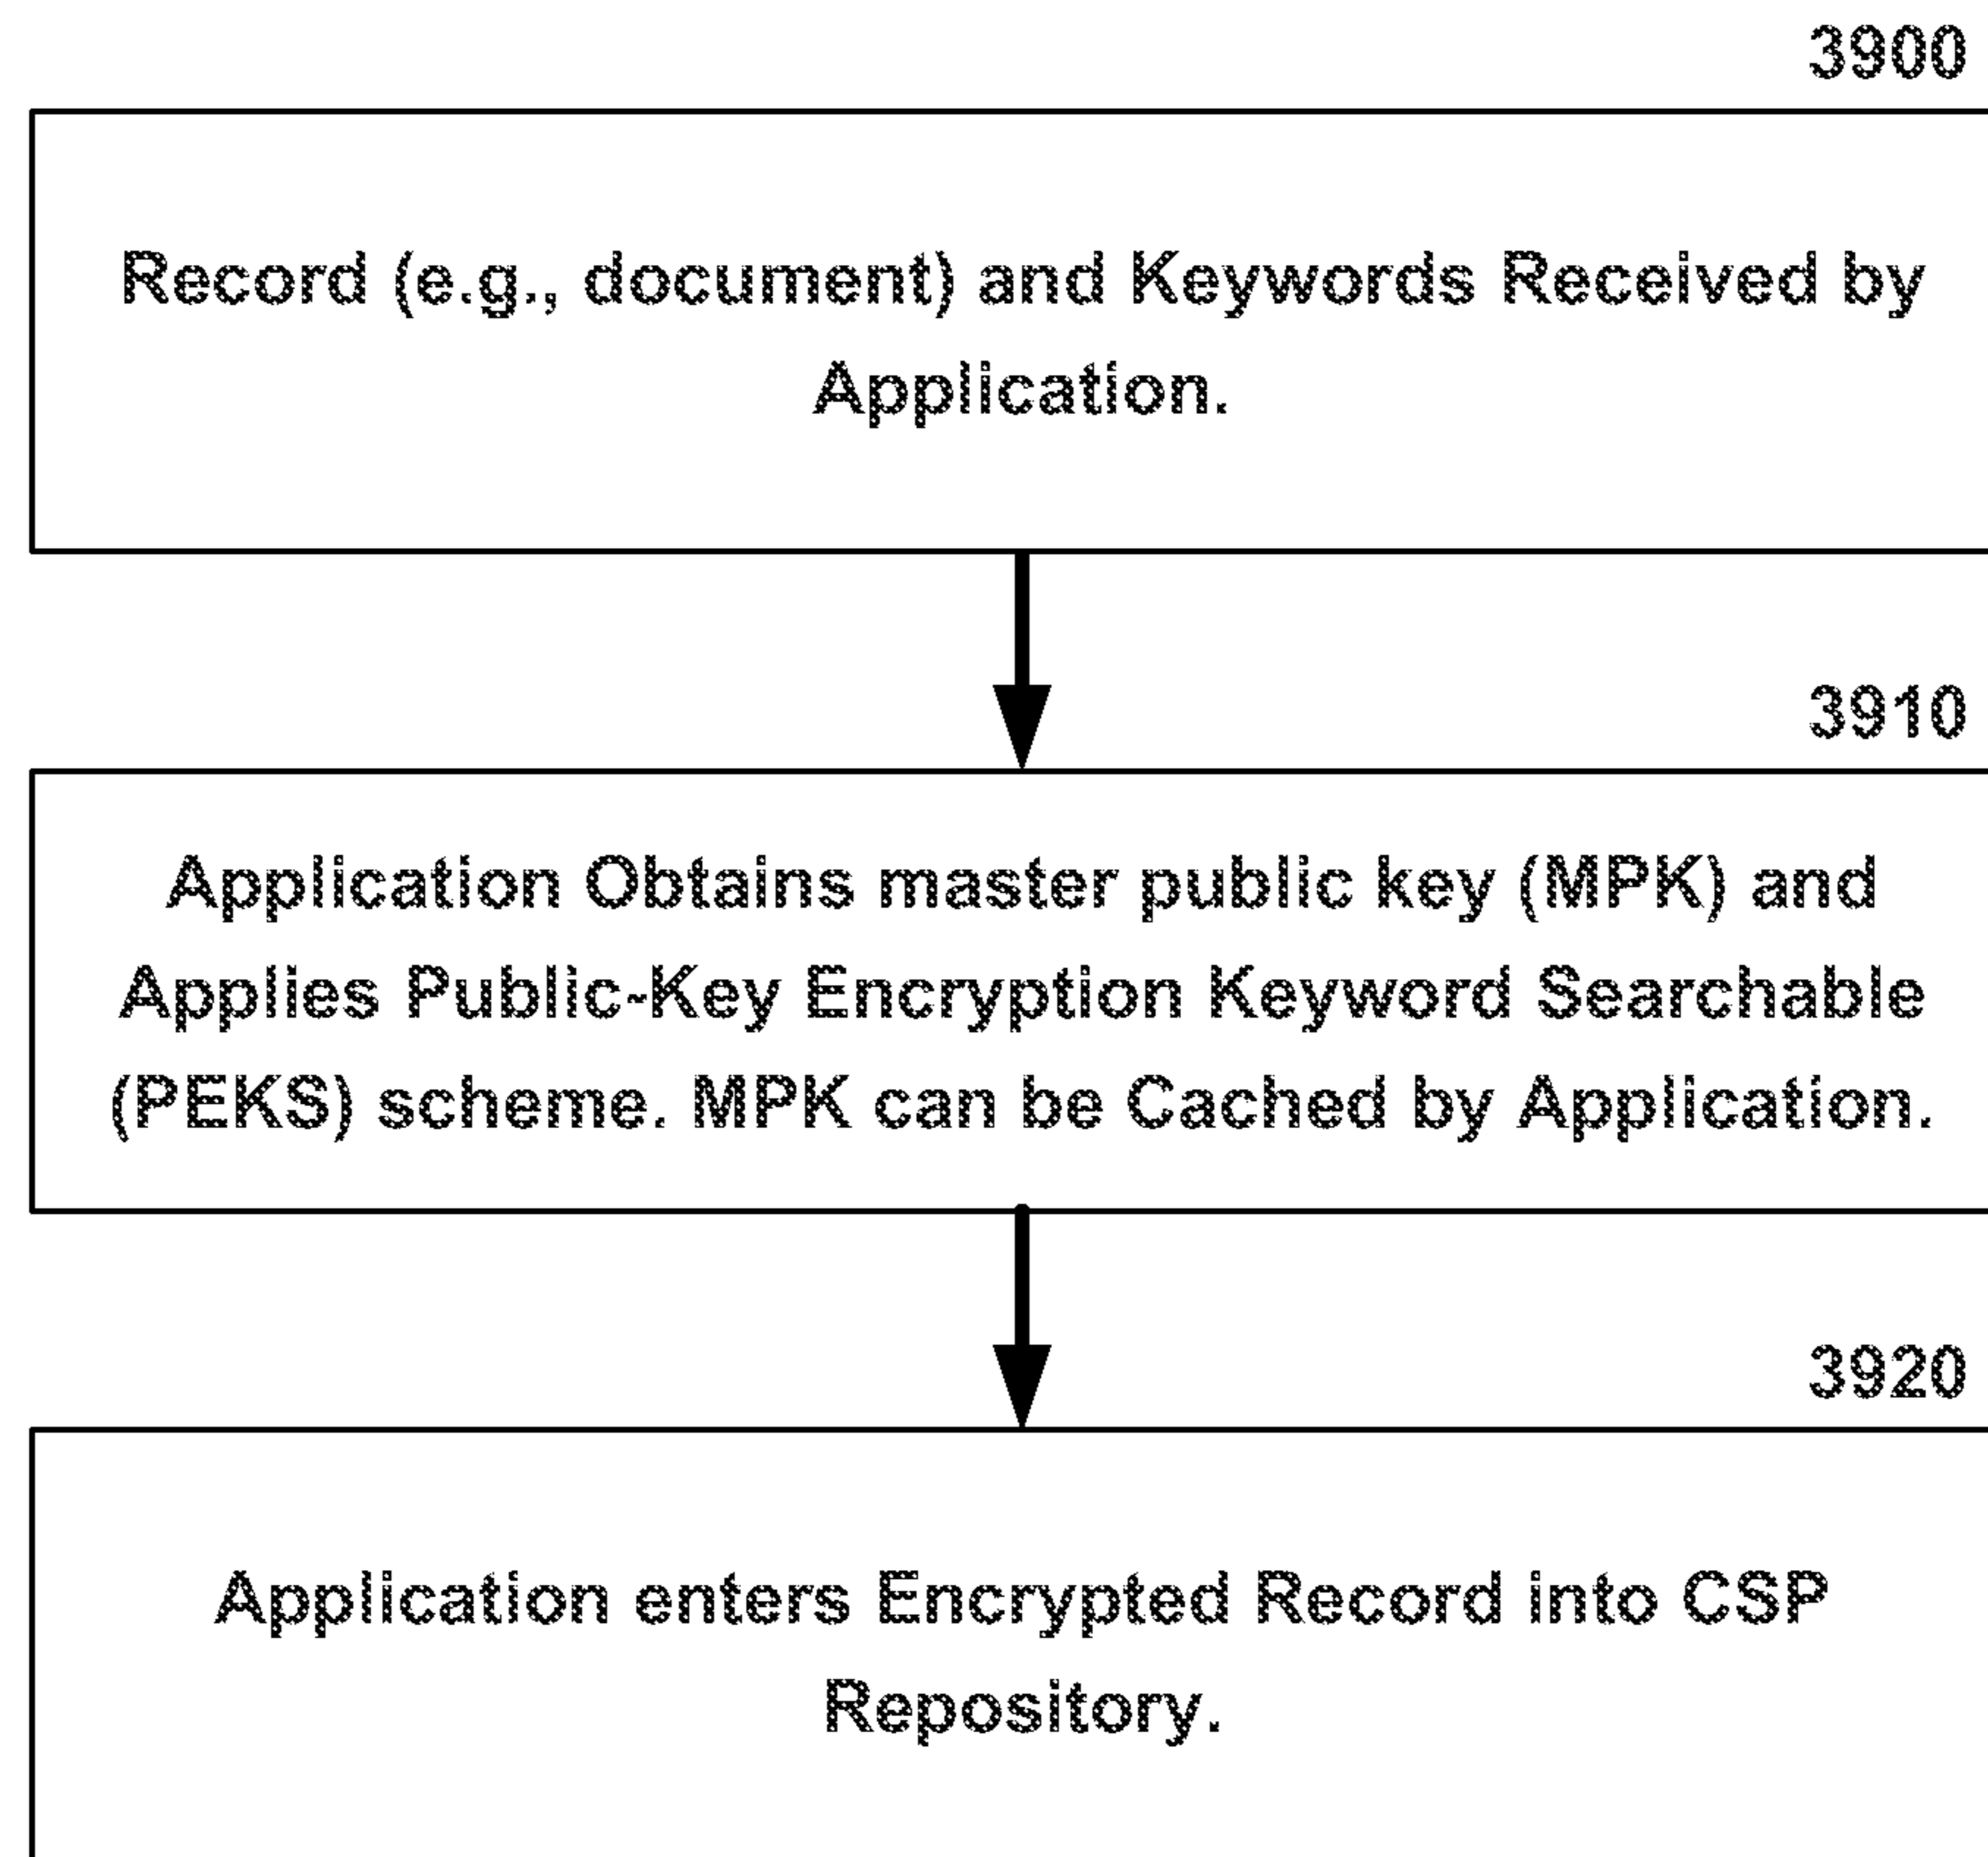 3900
Record (e.g., document) and Keywords Received by
Application.
3910
Application Obtains master public key (MPK) and
Applies Public-Key Encryption Keyword Searchable
(PEKS) scheme. MPK can be Cached by Application.
3920
Application enters Encrypted Record into CSP
Repository.